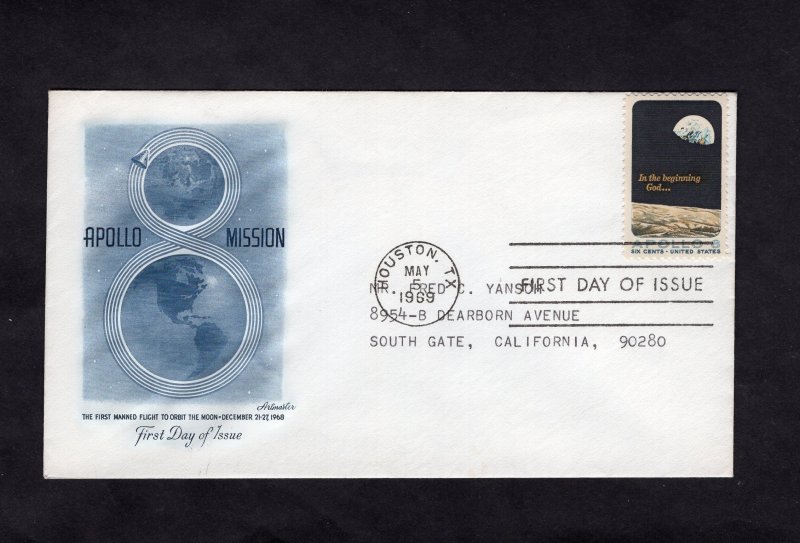 APOLLO 8 MISSION
Artmaster
THE FIRST MANNED FLIGHT TO ORBIT THE MOON • DECEMBER 21-27, 1968
First Day of Issue
In the beginning
God...
APOLLO 8
SIX CENTS · UNITED STATES
HOUSTON, TX
MAY
5
1969
FIRST DAY OF ISSUE
MR. FRED C. YANSCH
8954-B DEARBORN AVENUE
SOUTH GATE, CALIFORNIA, 90280